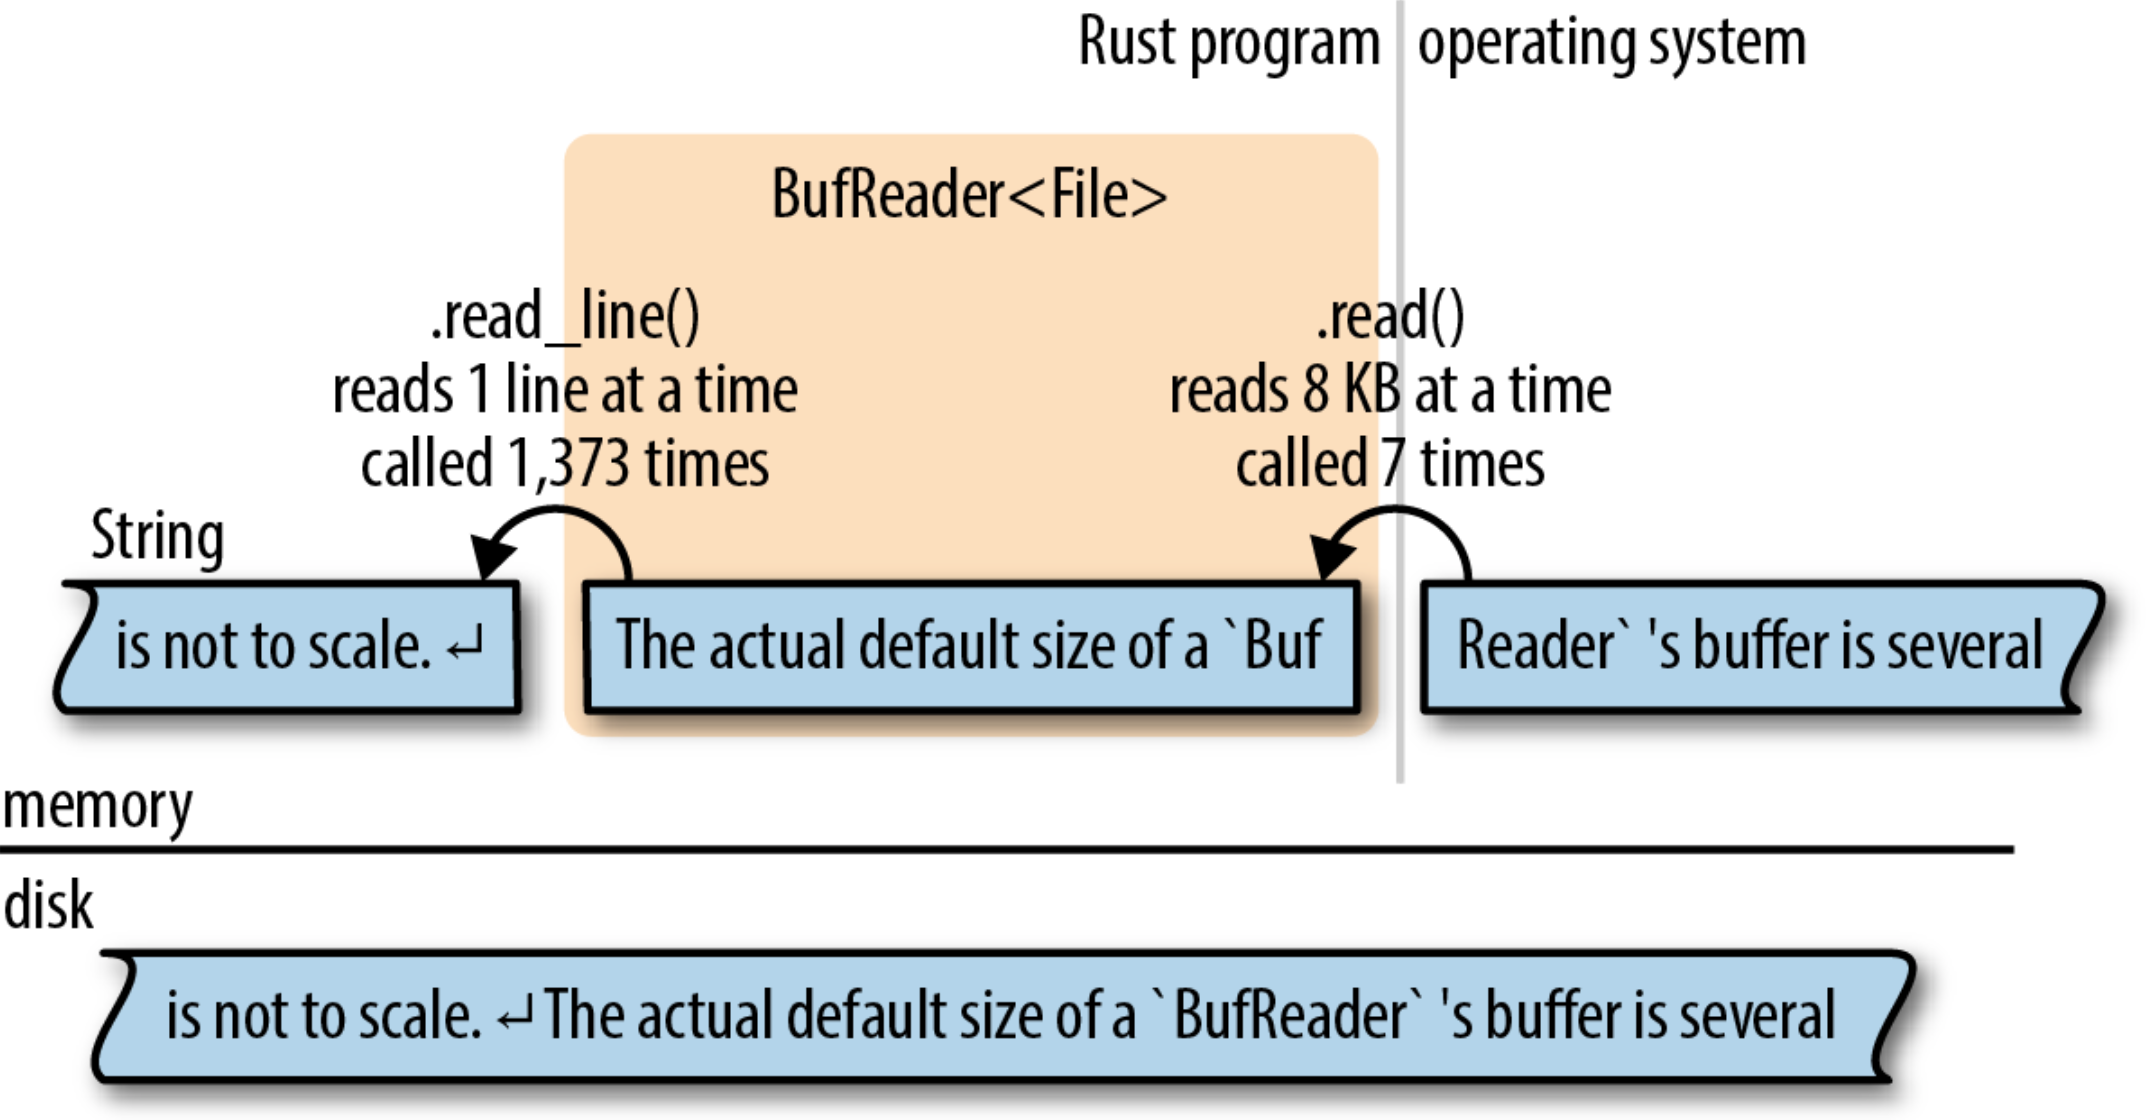 Rust program
operating system
BufReader<File>
.read_line()
reads 1 line at a time
called 1,373 times
.read()
reads 8 KB at a time
called 7 times
String
is not to scale. ↵
The actual default size of a `Buf
Reader` 's buffer is several
memory
disk
is not to scale. ↵ The actual default size of a `BufReader` 's buffer is several